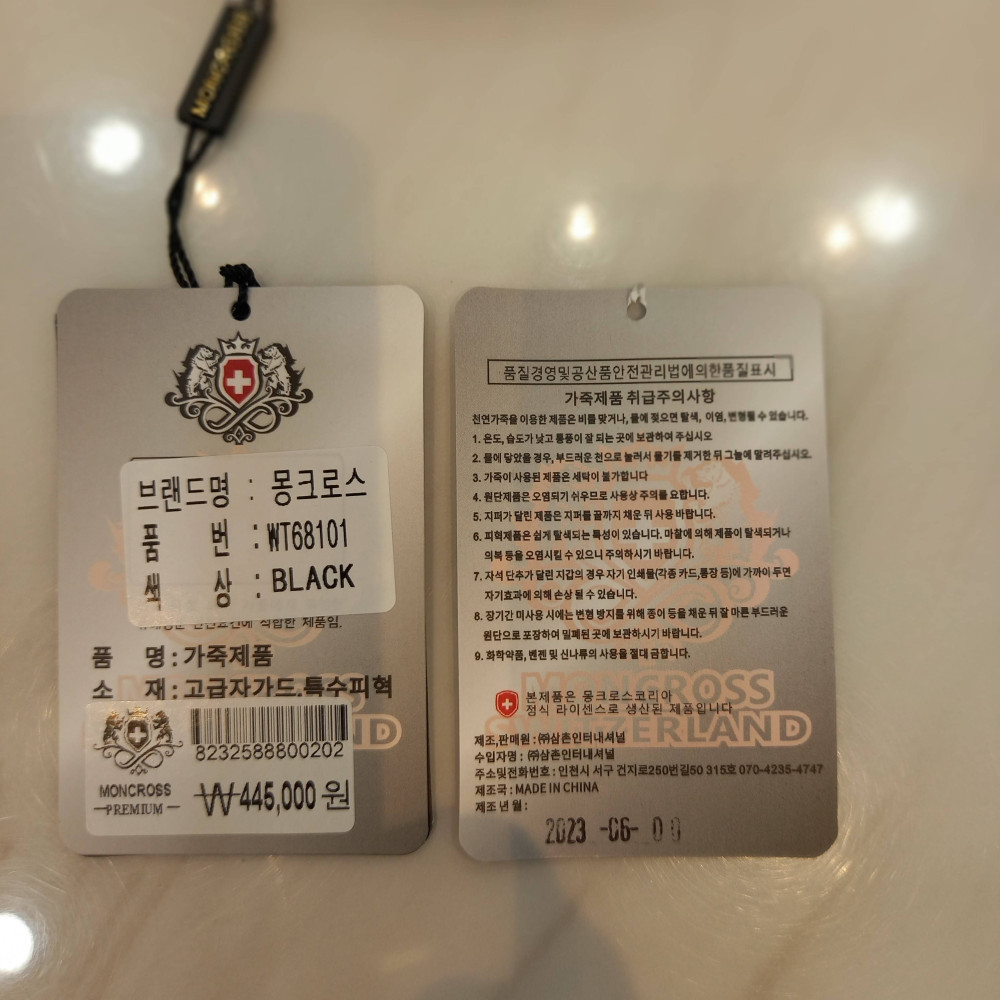 MONCROSS
브랜드명 : 몽크로스
품 번 : WT68101
색 상 : BLACK
적합한 제품임.
품 명 : 가죽제품
소 재 : 고급자가드.특수피혁
8232588800202
MONCROSS
PREMIUM
₩445,000 원
품질경영및공산품안전관리법에의한품질표시
가죽제품 취급주의사항
천연가죽을 이용한 제품은 비를 맞거나, 물에 젖으면 탈색, 이염, 변형될 수 있습니다.
1. 온도, 습도가 낮고 통풍이 잘 되는 곳에 보관하여 주십시오
2. 물에 닿았을 경우, 부드러운 천으로 눌러서 물기를 제거한 뒤 그늘에 말려주십시오.
3. 가죽이 사용된 제품은 세탁이 불가합니다
4. 원단제품은 오염되기 쉬우므로 사용상 주의를 요합니다.
5. 지퍼가 달린 제품은 지퍼를 끝까지 채운 뒤 사용 바랍니다.
6. 피혁제품은 쉽게 탈색되는 특성이 있습니다. 마찰에 의해 제품이 탈색되거나
의복 등을 오염시킬 수 있으니 주의하시기 바랍니다.
7. 자석 단추가 달린 지갑의 경우 자기 인쇄물(각종 카드,통장 등)에 가까이 두면
자기효과에 의해 손상 될 수 있습니다.
8. 장기간 미사용 시에는 변형 방지를 위해 종이 등을 채운 뒤 잘 마른 부드러운
원단으로 포장하여 밀폐된 곳에 보관하시기 바랍니다.
9. 화학약품, 벤젠 및 신나류의 사용을 절대 금합니다.
MONCROSS
SWITZERLAND
본제품은 몽크로스코리아
정식 라이센스로 생산된 제품입니다
제조,판매원 : ㈜삼촌인터내셔널
수입자명 : ㈜삼촌인터내셔널
주소및전화번호 : 인천시 서구 건지로250번길50 315호 070-4235-4747
제조국 : MADE IN CHINA
제조년월 :
2023 -06-